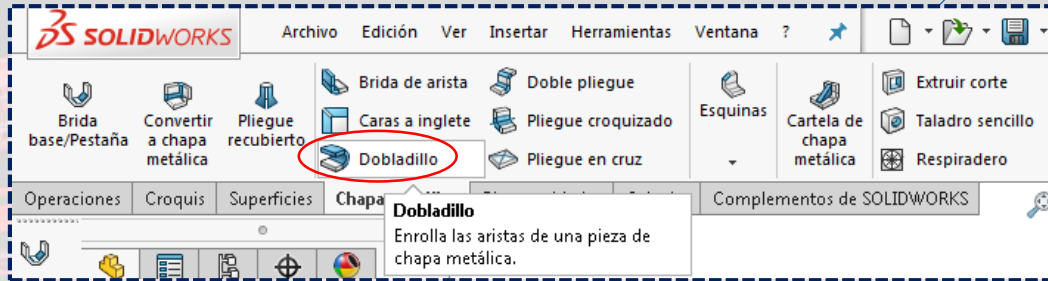 SOLIDWORKS Archivo Edición Ver Insertar Herramientas Ventana ?
Brida base/Pestaña
Convertir a chapa metálica
Pliegue recubierto
Brida de arista
Caras a inglete
Dobladillo
Doble pliegue
Pliegue croquizado
Pliegue en cruz
Esquinas
Cartela de chapa metálica
Extruir corte
Taladro sencillo
Respiradero
Operaciones Croquis Superficies Chapa Complementos de SOLIDWORKS
Dobladillo
Enrolla las aristas de una pieza de
chapa metálica.